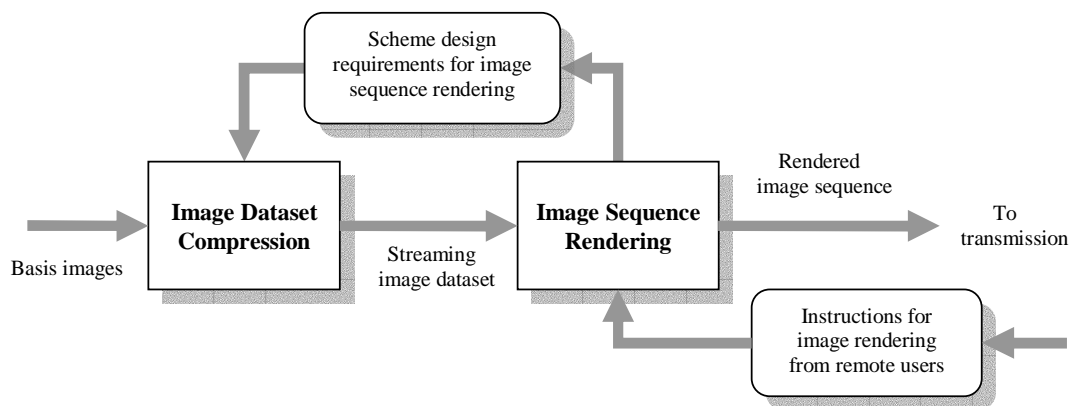 Scheme design
requirements for image
sequence rendering
Image Dataset
Compression
Image Sequence
Rendering
Rendered
image sequence
To
transmission
Basis images
Streaming
image dataset
Instructions for
image rendering
from remote users